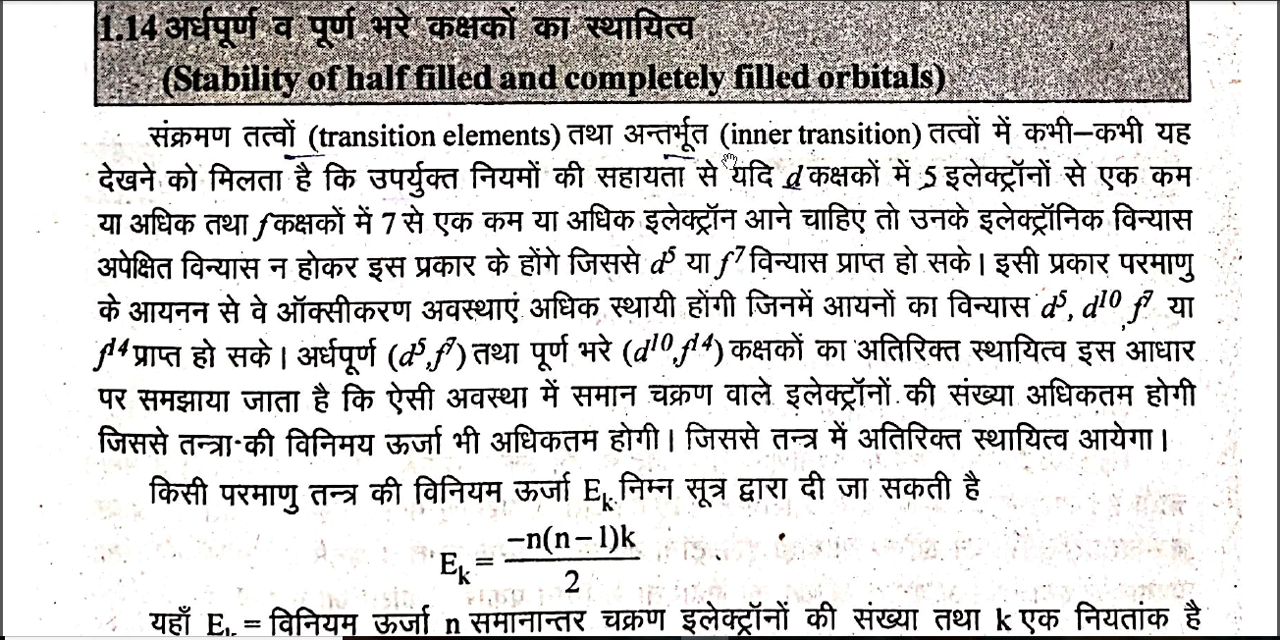 1.14 अर्धपूर्ण व पूर्ण भरे कक्षकों का स्थायित्व
(Stability of half filled and completely filled orbitals)
संक्रमण तत्वों (transition elements) तथा अन्तर्भूत (inner transition) तत्वों में कभी–कभी यह
देखने को मिलता है कि उपर्युक्त नियमों की सहायता से यदि d कक्षकों में 5 इलेक्ट्रॉनों से एक कम
या अधिक तथा f कक्षकों में 7 से एक कम या अधिक इलेक्ट्रॉन आने चाहिए तो उनके इलेक्ट्रॉनिक विन्यास
अपेक्षित विन्यास न होकर इस प्रकार के होंगे जिससे d⁵ या f⁷ विन्यास प्राप्त हो सके। इसी प्रकार परमाणु
के आयनन से वे ऑक्सीकरण अवस्थाएं अधिक स्थायी होंगी जिनमें आयनों का विन्यास d⁵, d¹⁰, f⁷ या
f¹⁴ प्राप्त हो सके। अर्धपूर्ण (d⁵,f⁷) तथा पूर्ण भरे (d¹⁰,f¹⁴) कक्षकों का अतिरिक्त स्थायित्व इस आधार
पर समझाया जाता है कि ऐसी अवस्था में समान चक्रण वाले इलेक्ट्रॉनों की संख्या अधिकतम होगी
जिससे तन्त्रा की विनिमय ऊर्जा भी अधिकतम होगी। जिससे तन्त्र में अतिरिक्त स्थायित्व आयेगा।
किसी परमाणु तन्त्र की विनियम ऊर्जा Eₖ निम्न सूत्र द्वारा दी जा सकती है
Eₖ = –n(n–1)k / 2
यहाँ Eₖ = विनियम ऊर्जा n समानान्तर चक्रण इलेक्ट्रॉनों की संख्या तथा k एक नियतांक है